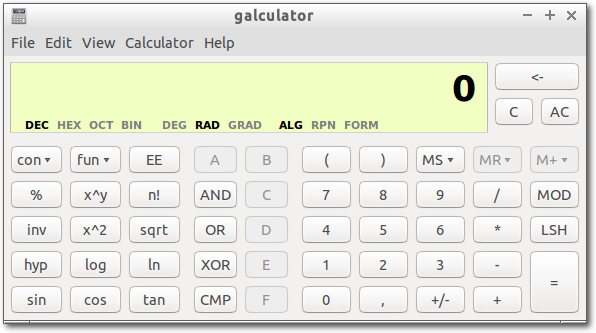 galculator
File Edit View Calculator Help
0
<-
DEC HEX OCT BIN DEG RAD GRAD ALG RPN FORM
C AC
con fun EE A B ( ) MS MR M+
% x^y n! AND C 7 8 9 / MOD
inv x^2 sqrt OR D 4 5 6 * LSH
hyp log ln XOR E 1 2 3 - =
sin cos tan CMP F 0 , +/- +